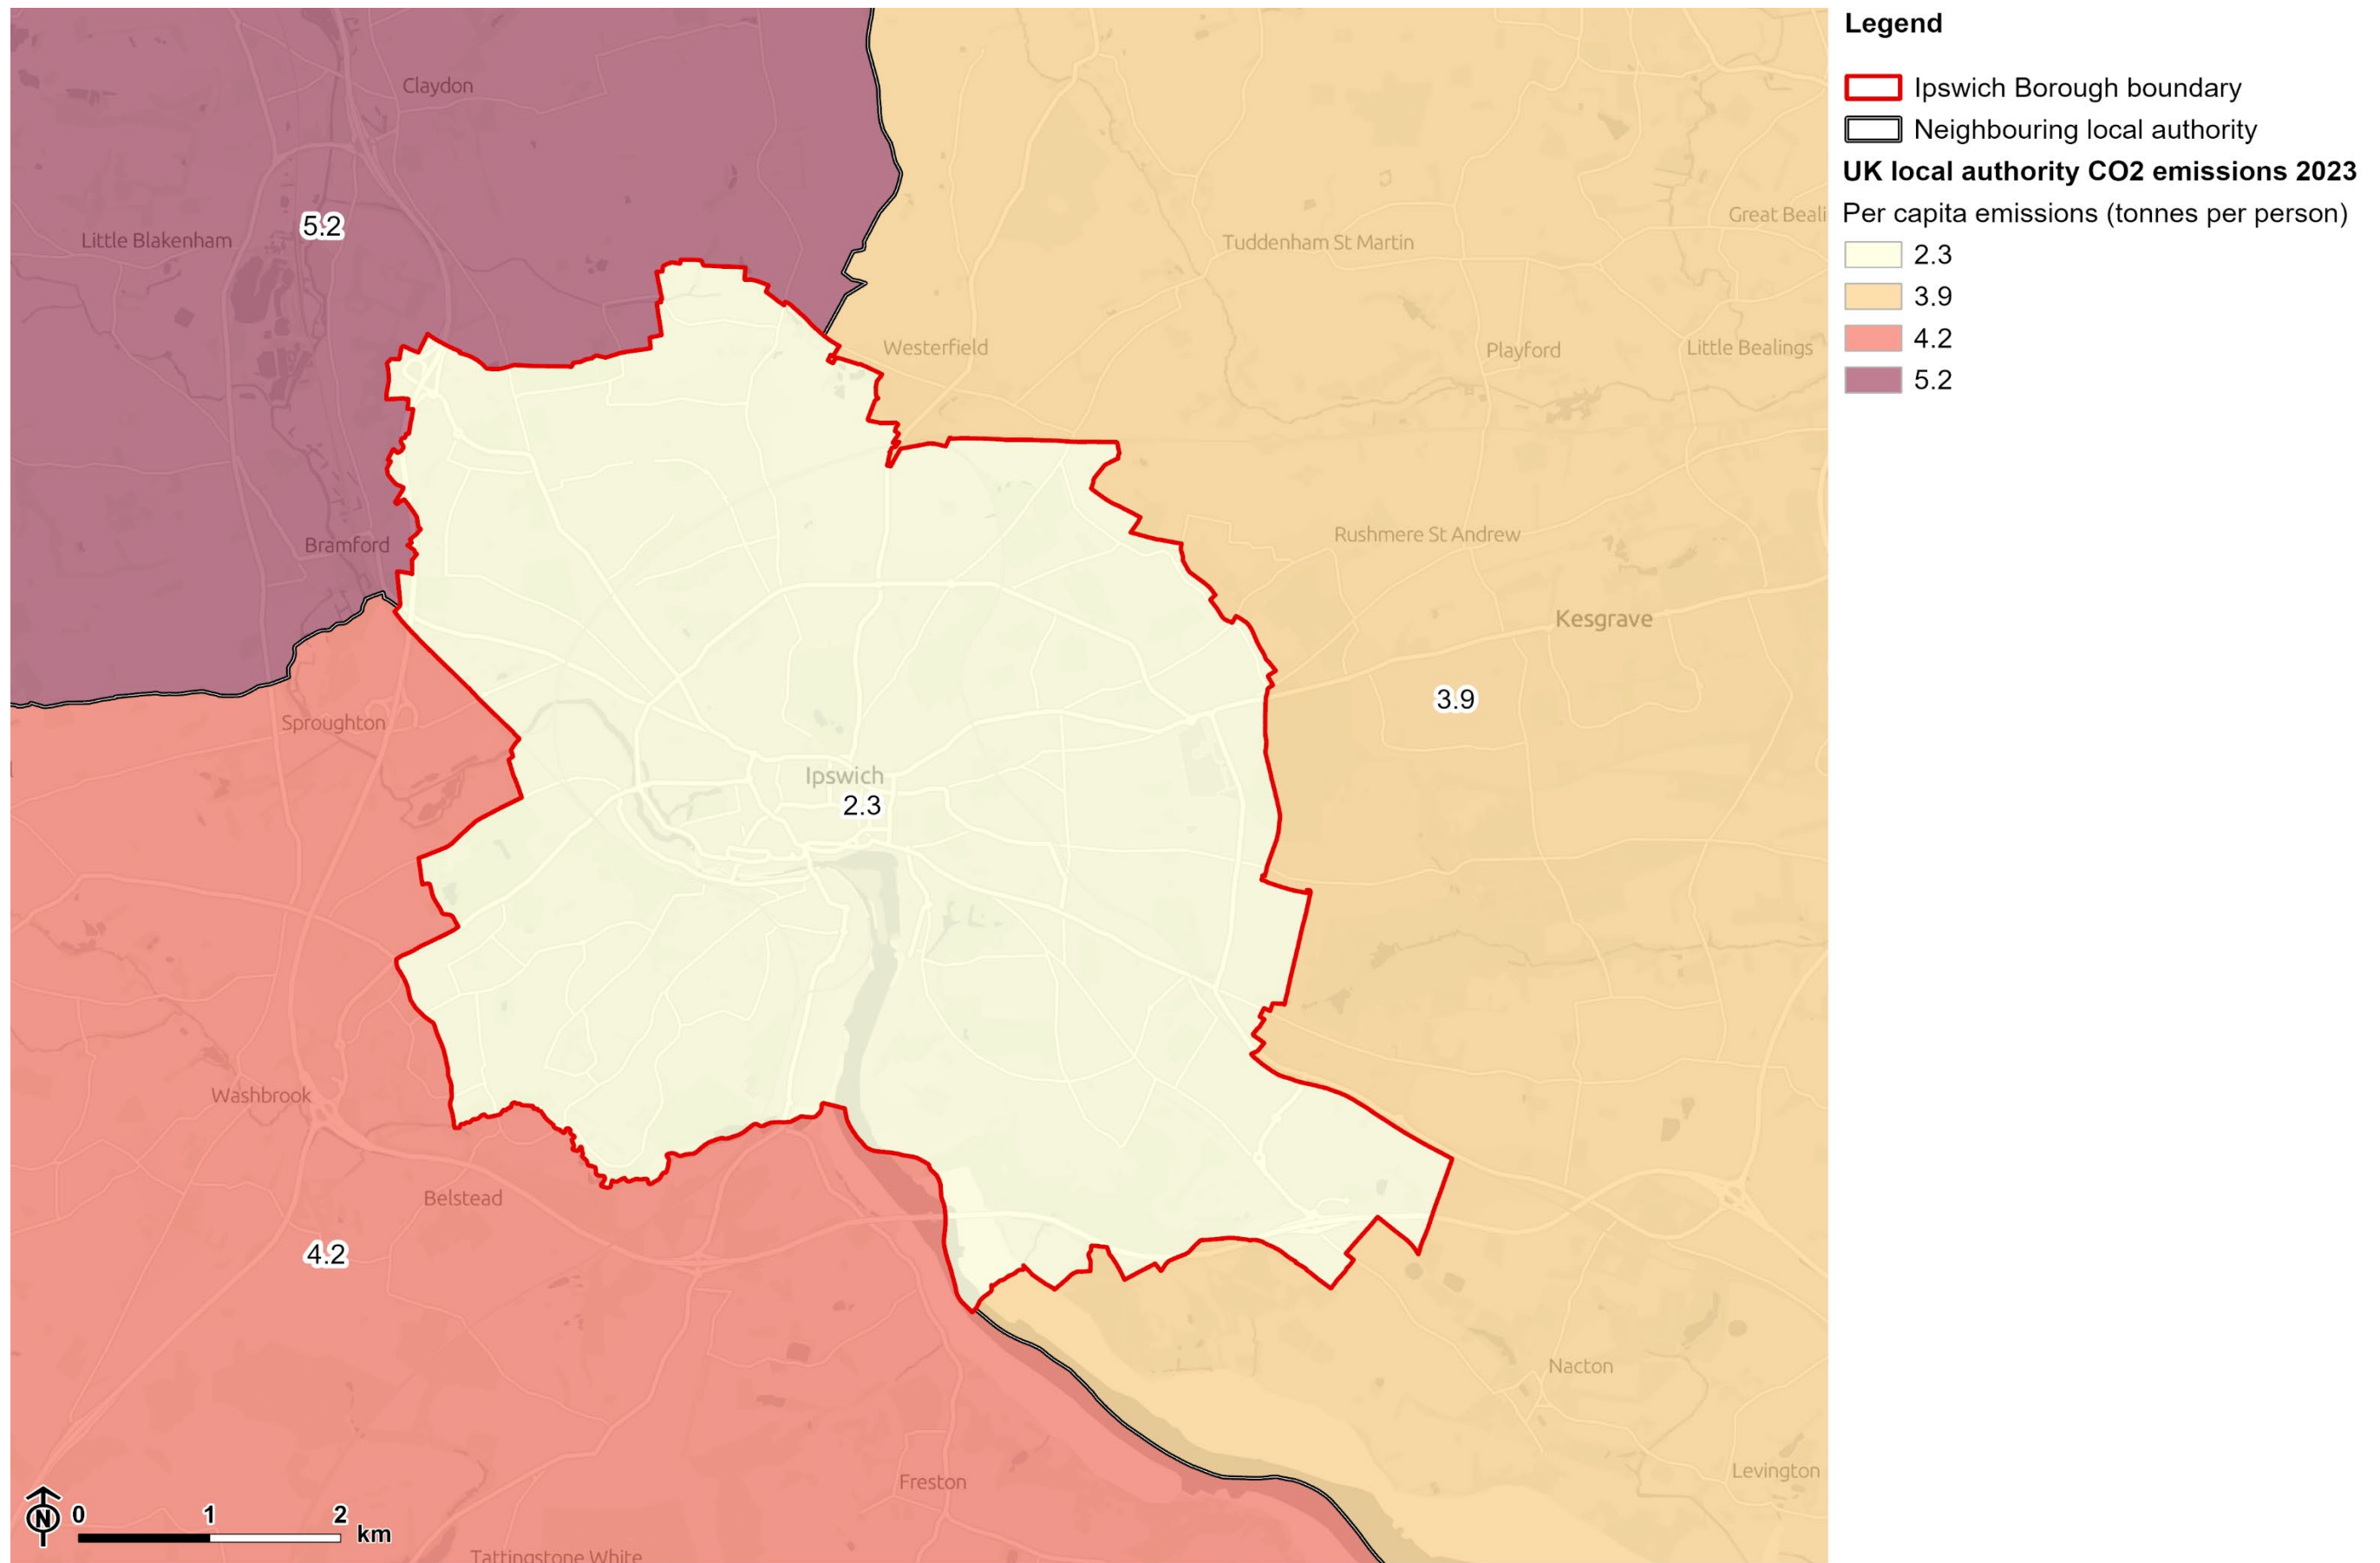 Claydon
5.2
Little Blakenham
Great Beali
Tuddenham St Martin
Westerfield
Playford
Little Bealings
Bramford
Rushmere St Andrew
Kesgrave
3.9
Sproughton
Ipswich
2.3
Washbrook
Belstead
4.2
Nacton
Levington
Freston
Tattingstone White
N
0 1 2 km
Legend
Ipswich Borough boundary
Neighbouring local authority
UK local authority CO2 emissions 2023
Per capita emissions (tonnes per person)
2.3
3.9
4.2
5.2